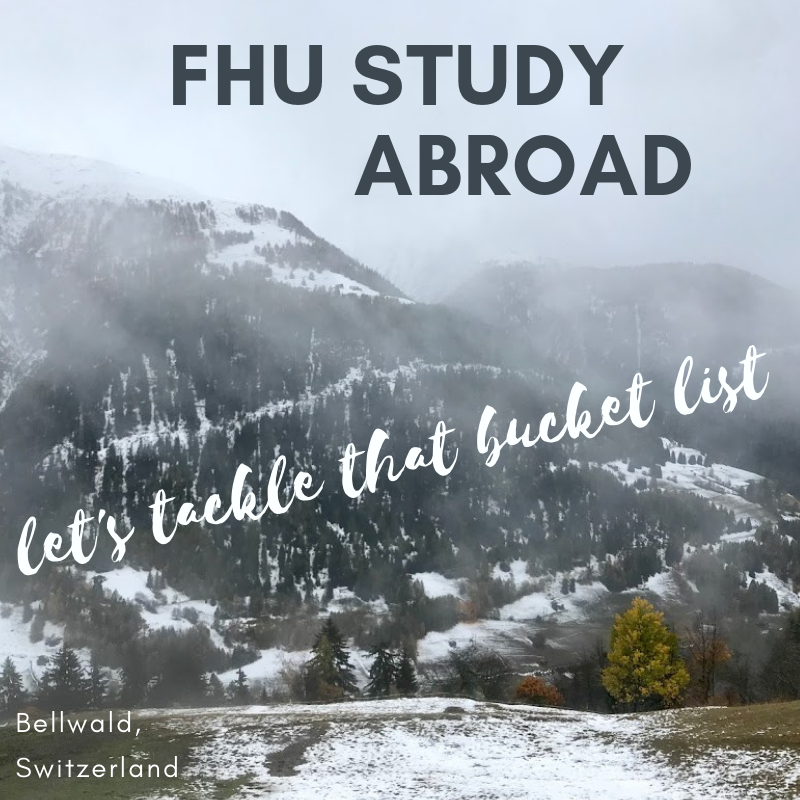 FHU STUDY
ABROAD
let's tackle that bucket list
Bellwald,
Switzerland